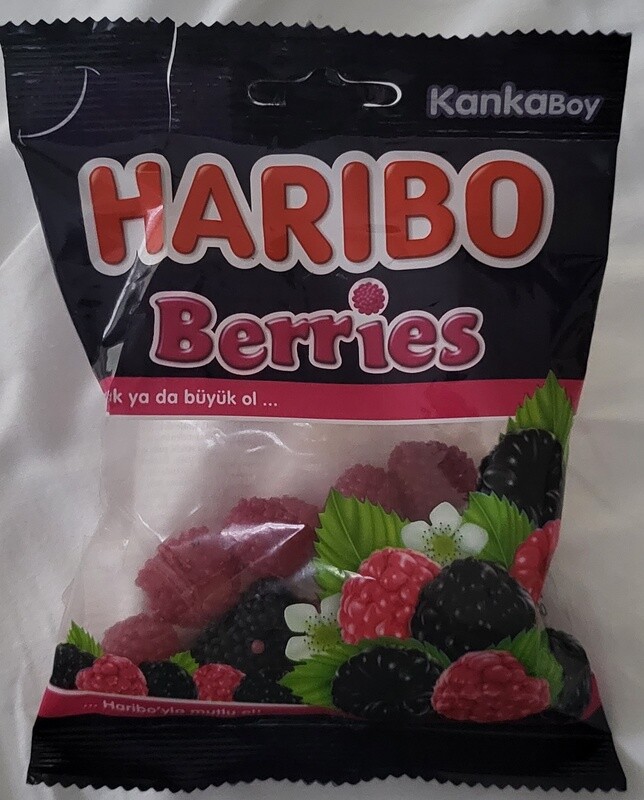 KankaBoy
HARIBO
Berries
k ya da büyük ol ...
... Haribo'yla mutlu ol!